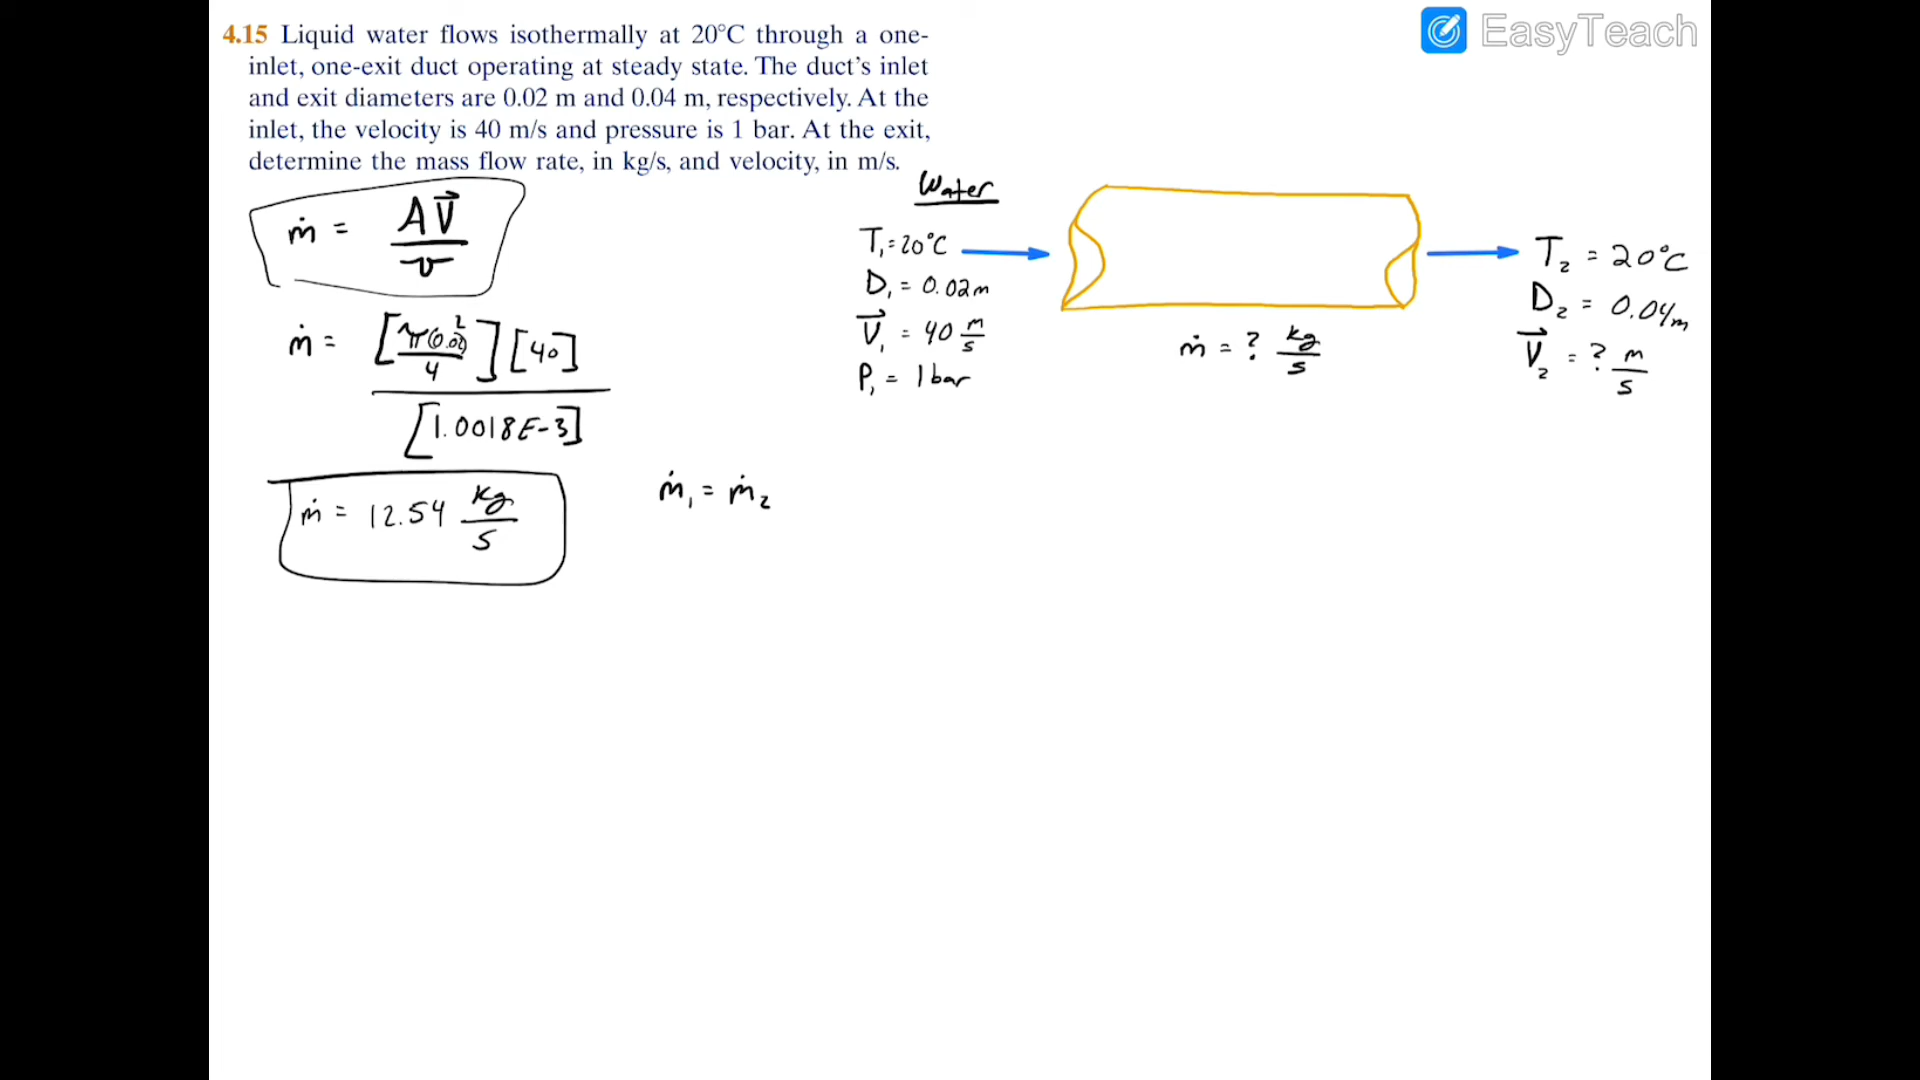 4.15 Liquid water flows isothermally at 20°C through a one-
inlet, one-exit duct operating at steady state. The duct's inlet
and exit diameters are 0.02 m and 0.04 m, respectively. At the
inlet, the velocity is 40 m/s and pressure is 1 bar. At the exit,
determine the mass flow rate, in kg/s, and velocity, in m/s.
EasyTeach
ṁ = AV⃗ / v
ṁ = [π(0.02)² / 4] [40] / [1.0018E-3]
ṁ = 12.54 kg/s
ṁ₁ = ṁ₂
Water
T₁ = 20°C
D₁ = 0.02m
V⃗₁ = 40 m/s
P₁ = 1 bar
ṁ = ? kg/s
T₂ = 20°C
D₂ = 0.04m
V⃗₂ = ? m/s